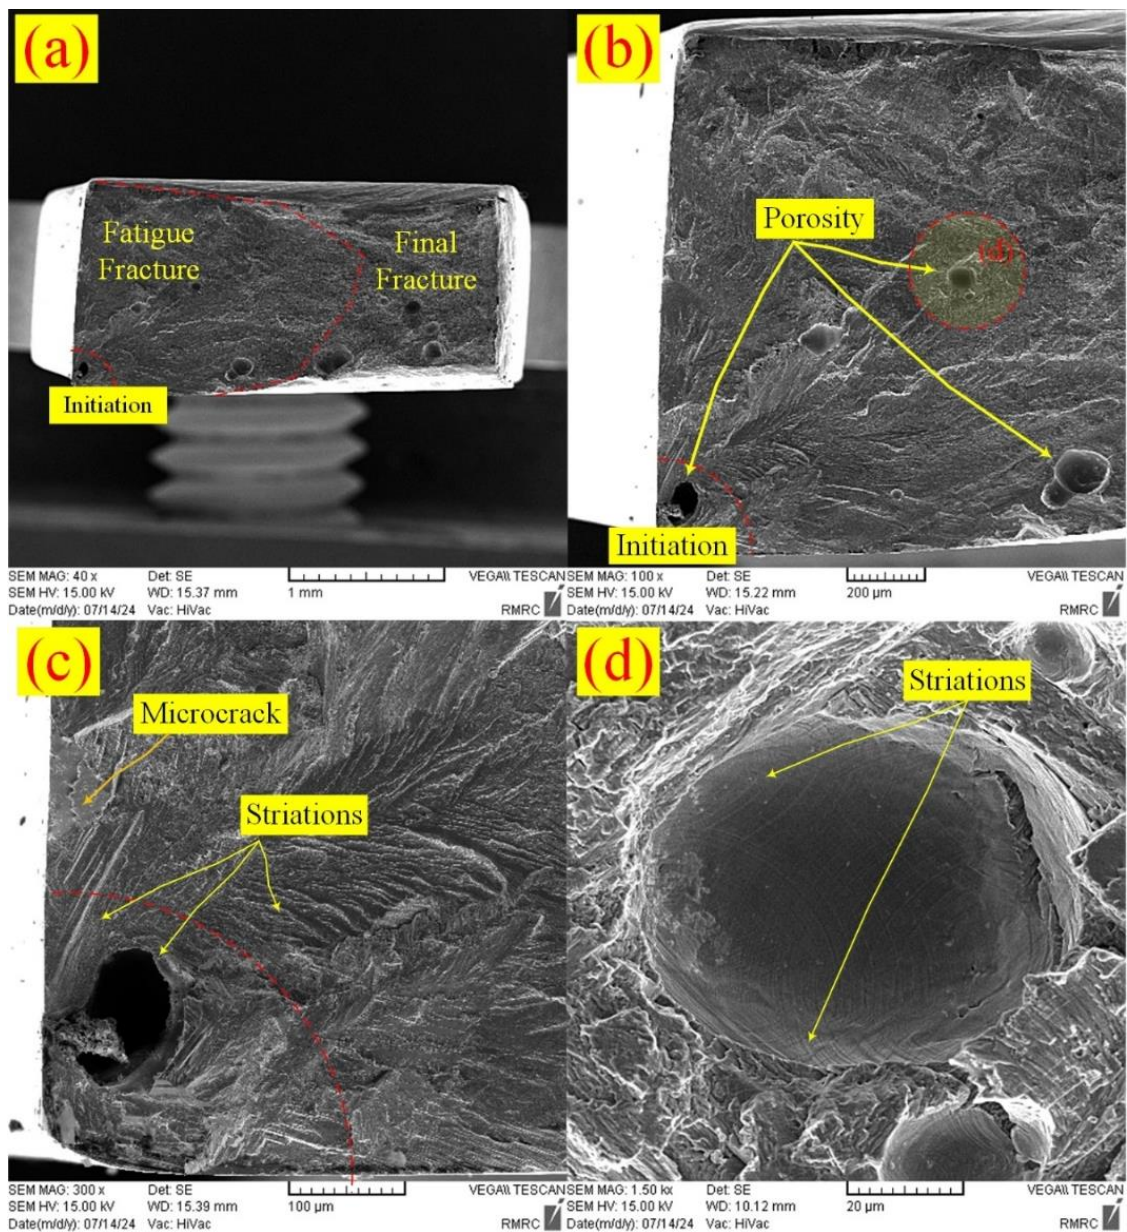 (a)
Fatigue
Fracture
Final
Fracture
Initiation
SEM MAG: 40 x
Det: SE
VEGA\\ TESCAN
SEM HV: 15.00 kV
WD: 15.37 mm
1 mm
Date(m/d/y): 07/14/24
Vac: HiVac
RMRC
(b)
Porosity
(d)
Initiation
SEM MAG: 100 x
Det: SE
VEGA\\ TESCAN
SEM HV: 15.00 kV
WD: 15.22 mm
200 µm
Date(m/d/y): 07/14/24
Vac: HiVac
RMRC
(c)
Microcrack
Striations
SEM MAG: 300 x
Det: SE
VEGA\\ TESCAN
SEM HV: 15.00 kV
WD: 15.39 mm
100 µm
Date(m/d/y): 07/14/24
Vac: HiVac
RMRC
(d)
Striations
SEM MAG: 1.50 kx
Det: SE
VEGA\\ TESCAN
SEM HV: 15.00 kV
WD: 10.12 mm
20 µm
Date(m/d/y): 07/14/24
Vac: HiVac
RMRC